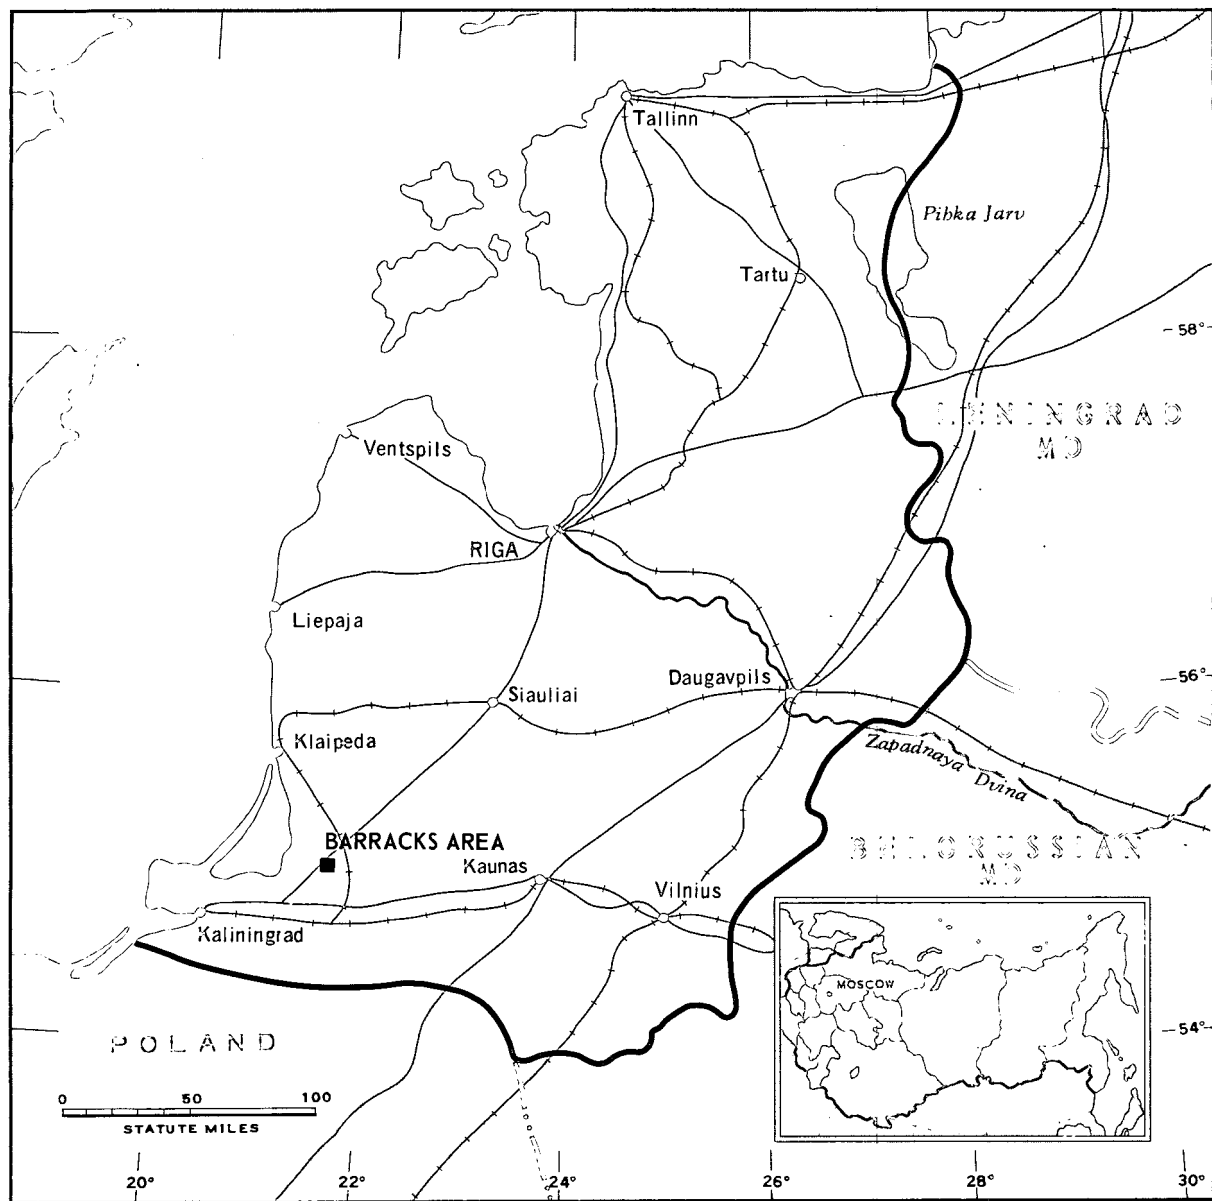 Tallinn
Pihka Jarv
Tartu
58°
LENINGRAD
MD
Ventspils
RIGA
Liepaja
56°
Daugavpils
Siauliai
Klaipeda
Zapadnaya Dvina
BARRACKS AREA
BELORUSSIAN
MD
Kaunas
Vilnius
Kaliningrad
MOSCOW
POLAND
54°
0 50 100
STATUTE MILES
20° 22° 24° 26° 28° 30°